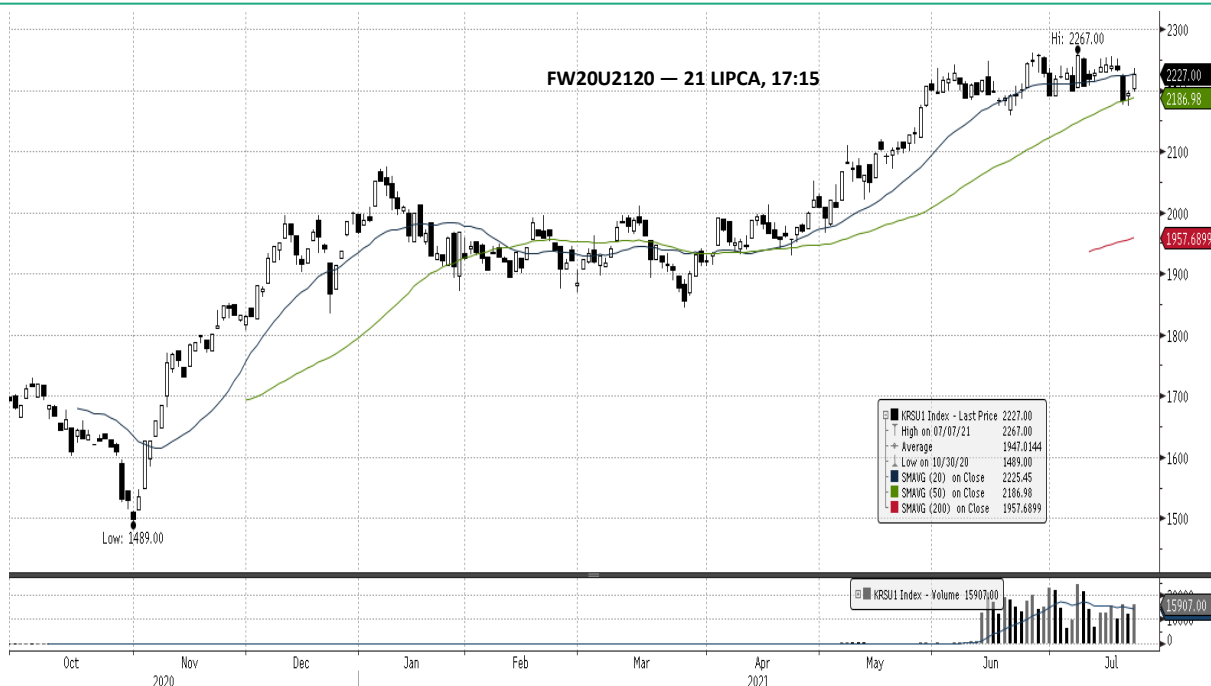 Hi: 2267.00
FW20U2120 — 21 LIPCA, 17:15
2300
2227.00
2186.98
2100
2000
1957.6899
1900
1800
1700
1600
1500
Low: 1489.00
KRSU1 Index - Last Price 2227.00
High on 07/07/21 2267.00
Average 1947.0144
Low on 10/30/20 1489.00
SMAVG (20) on Close 2225.45
SMAVG (50) on Close 2186.98
SMAVG (200) on Close 1957.6899
KRSU1 Index - Volume 15907.00
15907.00
10000
0
Oct Nov Dec Jan Feb Mar Apr May Jun Jul
2020 2021